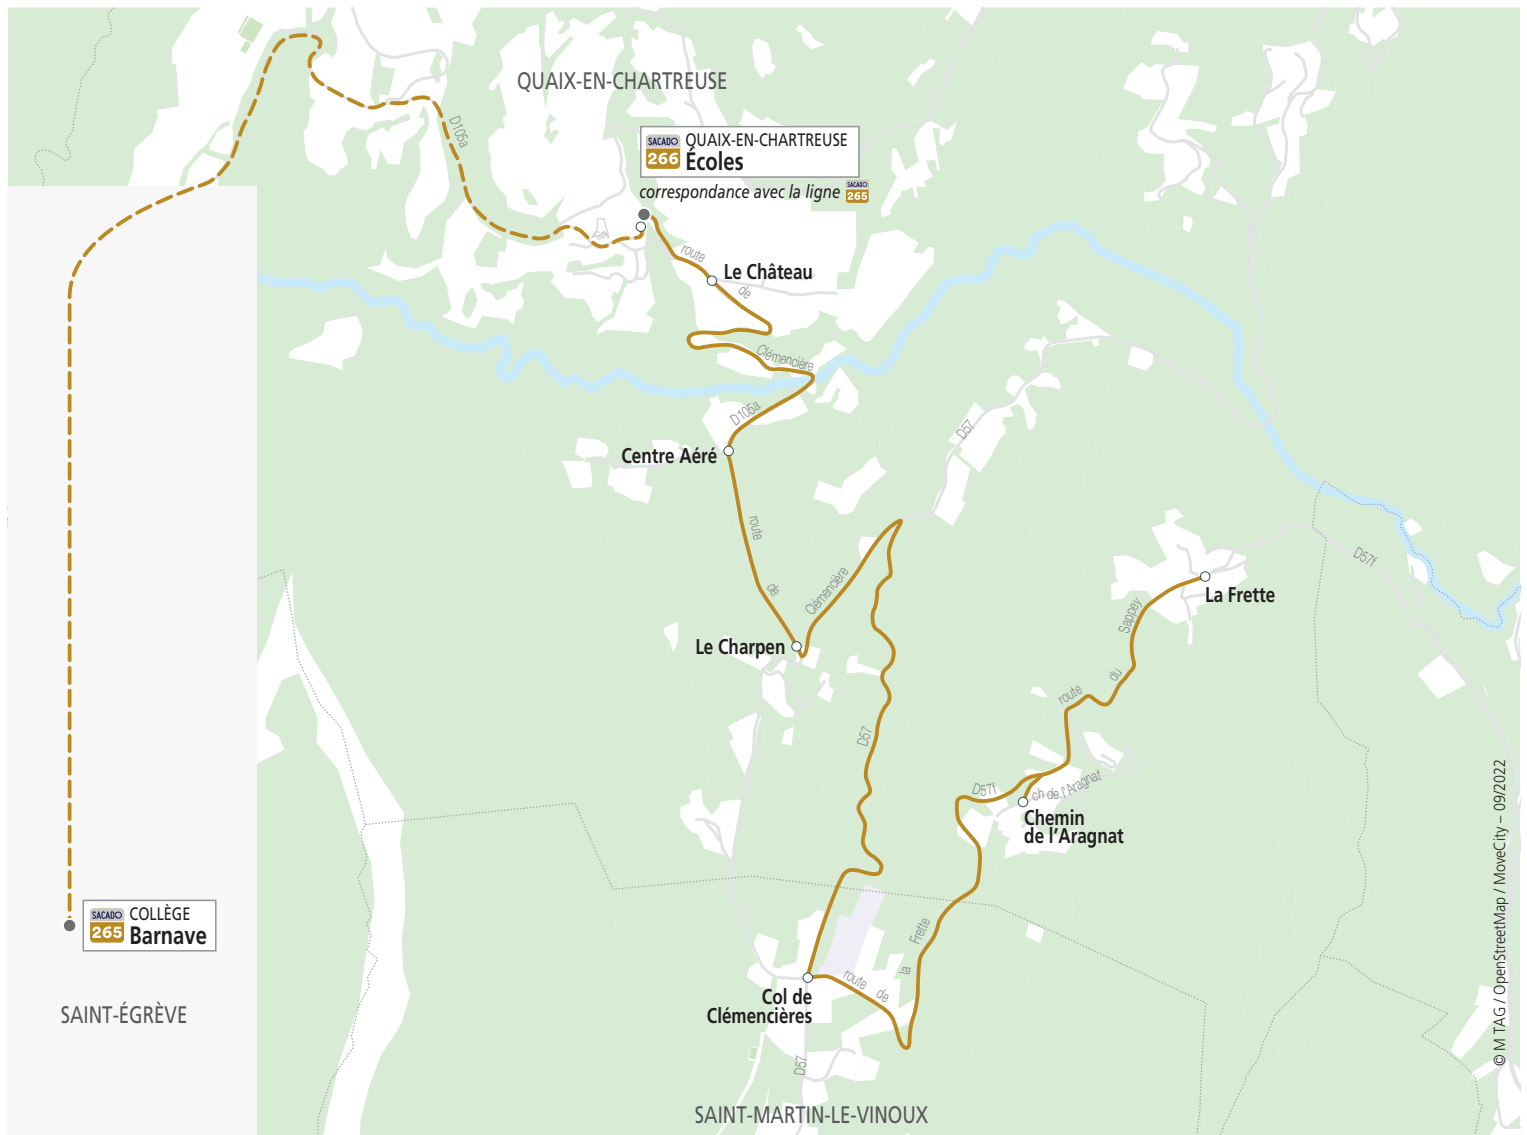 QUAIX-EN-CHARTREUSE
D105a
SACADO
266
QUAIX-EN-CHARTREUSE
Écoles
correspondance avec la ligne
SACADO
265
route
de
Clémencière
Le Château
D105a
Centre Aéré
D57
route
de
Clémencière
Le Charpen
D57f
La Frette
Sappey
du
route
D57
D57f
ch de l'Aragnat
Chemin
de l'Aragnat
SACADO
265
COLLÈGE
Barnave
Frette
la
de
route
Col de
Clémencières
SAINT-ÉGRÈVE
D57
SAINT-MARTIN-LE-VINOUX
© M TAG / OpenStreetMap / MoveCity – 09/2022